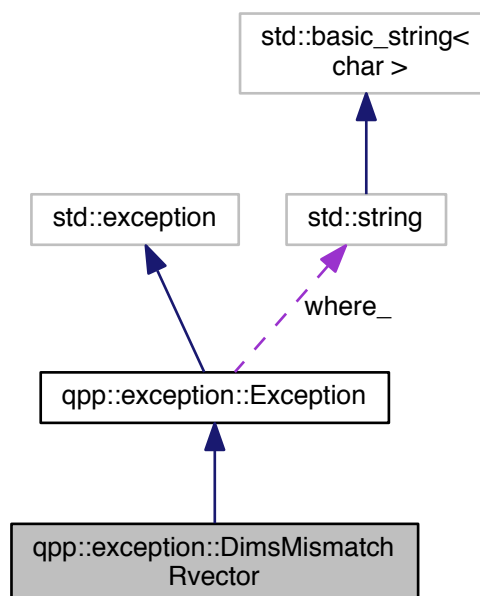 std::basic_string<
char >
std::exception
std::string
where_
qpp::exception::Exception
qpp::exception::DimsMismatch
Rvector